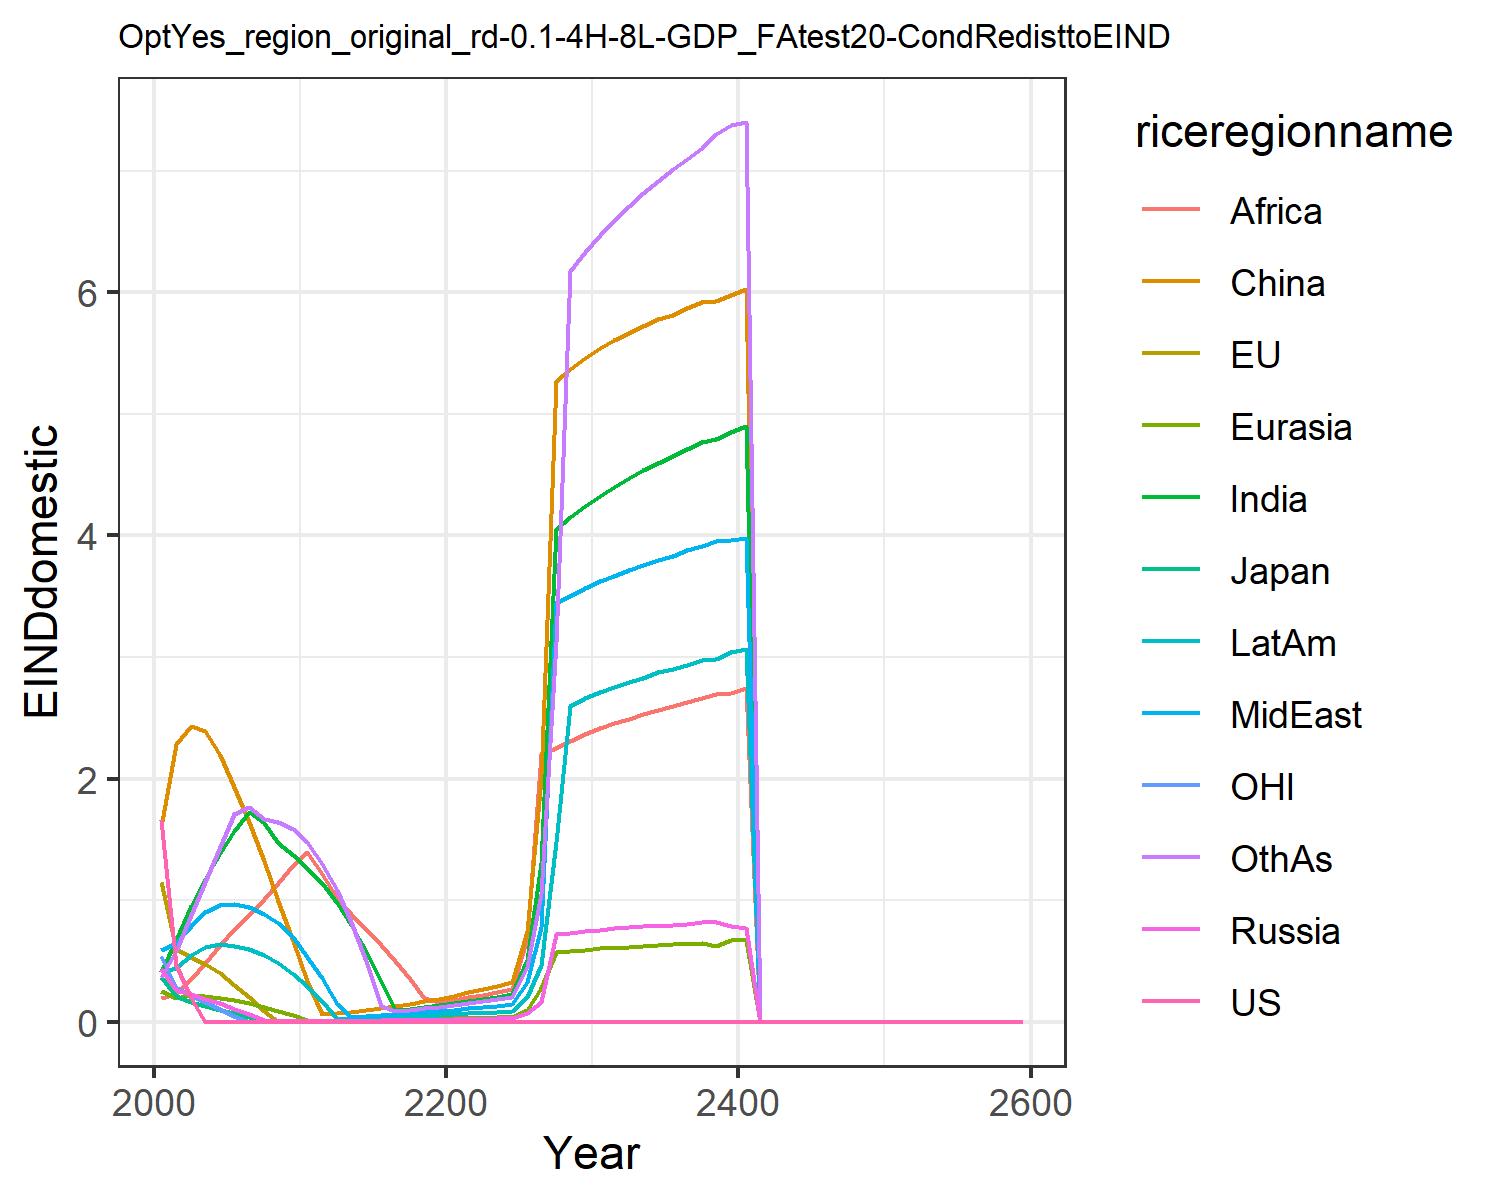 OptYes_region_original_rd-0.1-4H-8L-GDP_FAtest20-CondRedisttoEIND
EINDdomestic
6
4
2
0
2000
2200
2400
2600
Year
riceregionname
Africa
China
EU
Eurasia
India
Japan
LatAm
MidEast
OHI
OthAs
Russia
US